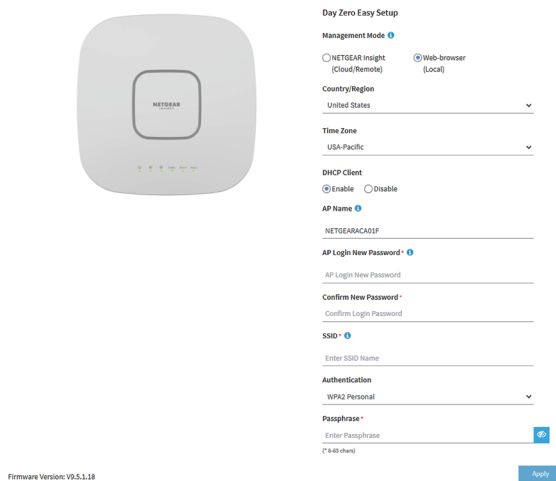 NETGEAR
Day Zero Easy Setup
Management Mode
NETGEAR Insight
(Cloud/Remote)
Web-browser
(Local)
Country/Region
United States
Time Zone
USA-Pacific
DHCP Client
Enable
Disable
AP Name
NETGEARACA01F
AP Login New Password*
AP Login New Password
Confirm New Password*
Confirm Login Password
SSID*
Enter SSID Name
Authentication
WPA2 Personal
Passphrase*
Enter Passphrase
(* 8-63 chars)
Apply
Firmware Version: V9.5.1.18